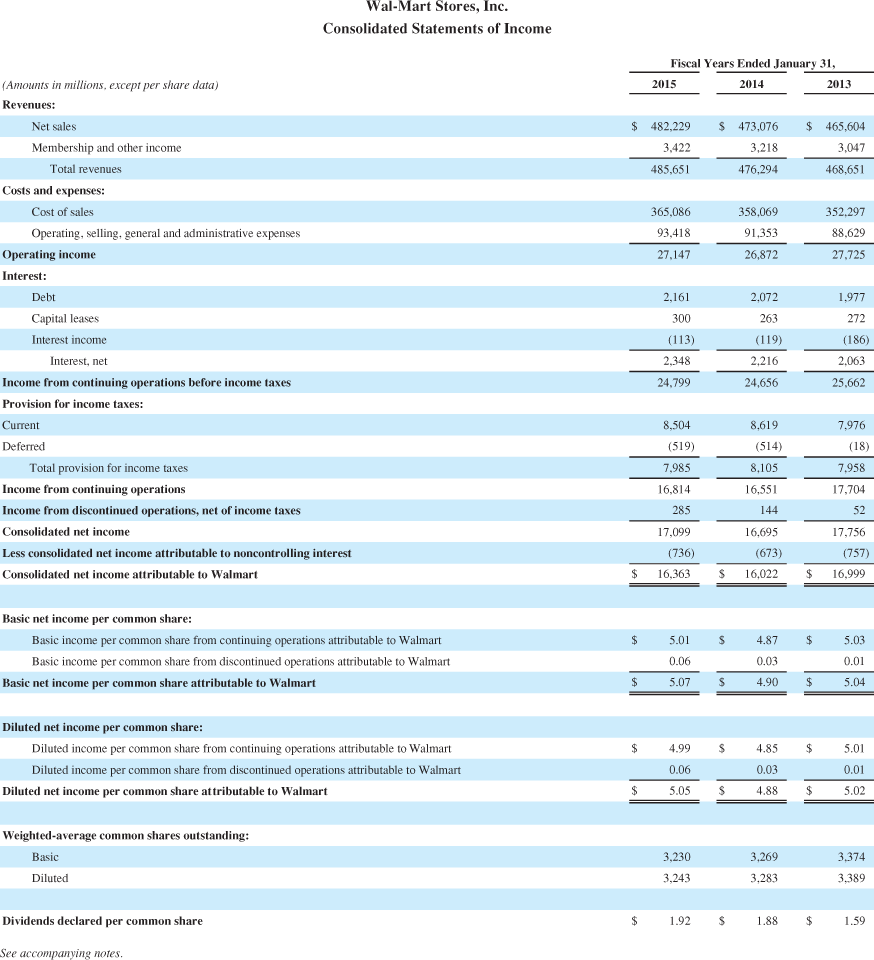 Wal-Mart Stores, Inc.
Consolidated Statements of Income
Fiscal Years Ended January 31,
(Amounts in millions, except per share data) 2015 2014 2013
Revenues:
Net sales $ 482,229 $ 473,076 $ 465,604
Membership and other income 3,422 3,218 3,047
Total revenues 485,651 476,294 468,651
Costs and expenses:
Cost of sales 365,086 358,069 352,297
Operating, selling, general and administrative expenses 93,418 91,353 88,629
Operating income 27,147 26,872 27,725
Interest:
Debt 2,161 2,072 1,977
Capital leases 300 263 272
Interest income (113) (119) (186)
Interest, net 2,348 2,216 2,063
Income from continuing operations before income taxes 24,799 24,656 25,662
Provision for income taxes:
Current 8,504 8,619 7,976
Deferred (519) (514) (18)
Total provision for income taxes 7,985 8,105 7,958
Income from continuing operations 16,814 16,551 17,704
Income from discontinued operations, net of income taxes 285 144 52
Consolidated net income 17,099 16,695 17,756
Less consolidated net income attributable to noncontrolling interest (736) (673) (757)
Consolidated net income attributable to Walmart $ 16,363 $ 16,022 $ 16,999
Basic net income per common share:
Basic income per common share from continuing operations attributable to Walmart $ 5.01 $ 4.87 $ 5.03
Basic income per common share from discontinued operations attributable to Walmart 0.06 0.03 0.01
Basic net income per common share attributable to Walmart $ 5.07 $ 4.90 $ 5.04
Diluted net income per common share:
Diluted income per common share from continuing operations attributable to Walmart $ 4.99 $ 4.85 $ 5.01
Diluted income per common share from discontinued operations attributable to Walmart 0.06 0.03 0.01
Diluted net income per common share attributable to Walmart $ 5.05 $ 4.88 $ 5.02
Weighted-average common shares outstanding:
Basic 3,230 3,269 3,374
Diluted 3,243 3,283 3,389
Dividends declared per common share $ 1.92 $ 1.88 $ 1.59
See accompanying notes.